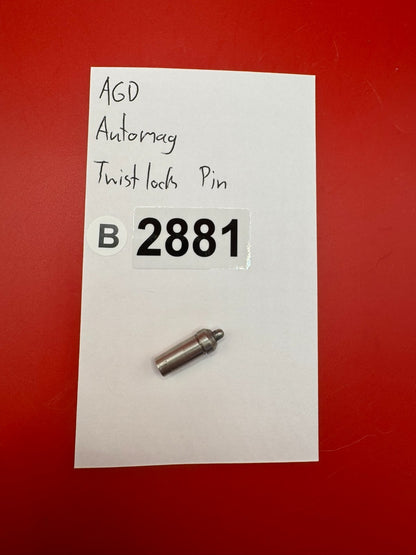 AGD
Automag
Twist lock Pin
B 2881